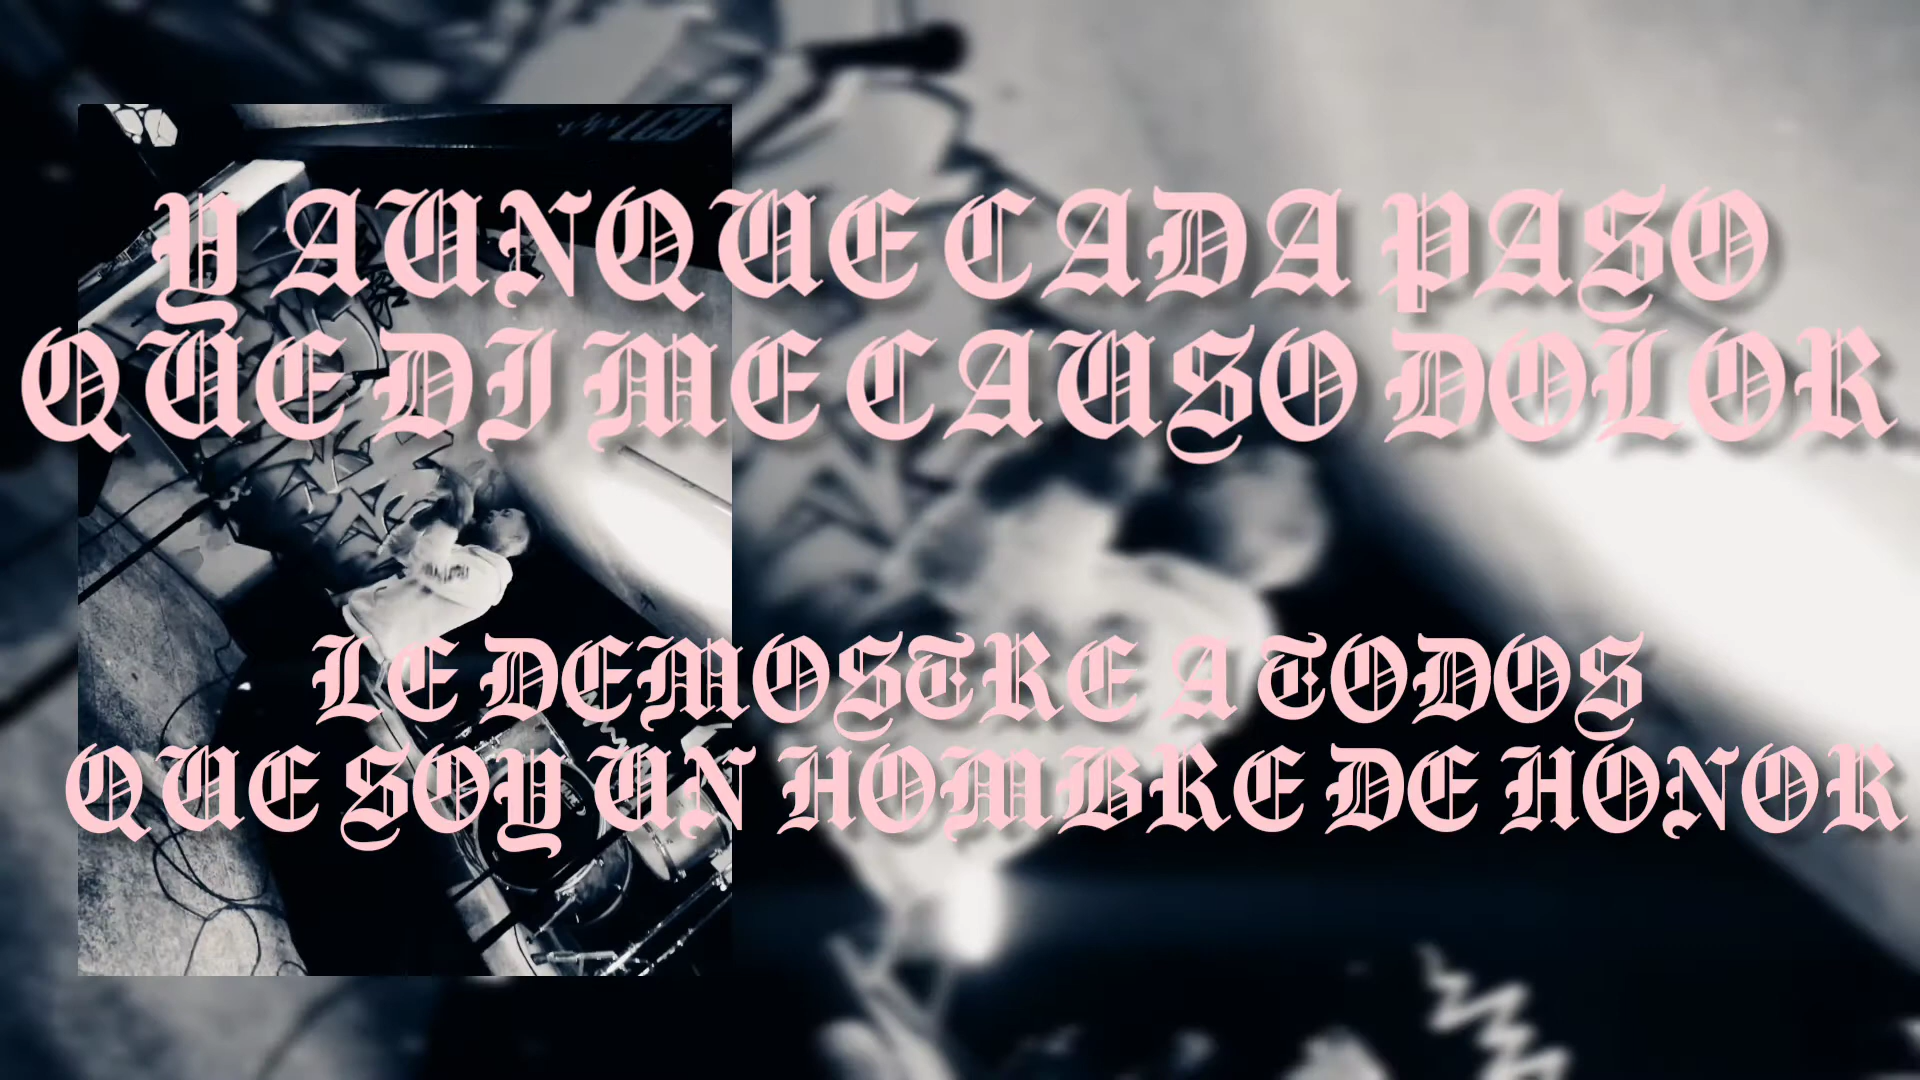 Y AUNQUE CADA PASO
QUE DI ME CAUSO DOLOR
LE DEMOSTRE A TODOS
QUE SOY UN HOMBRE DE HONOR